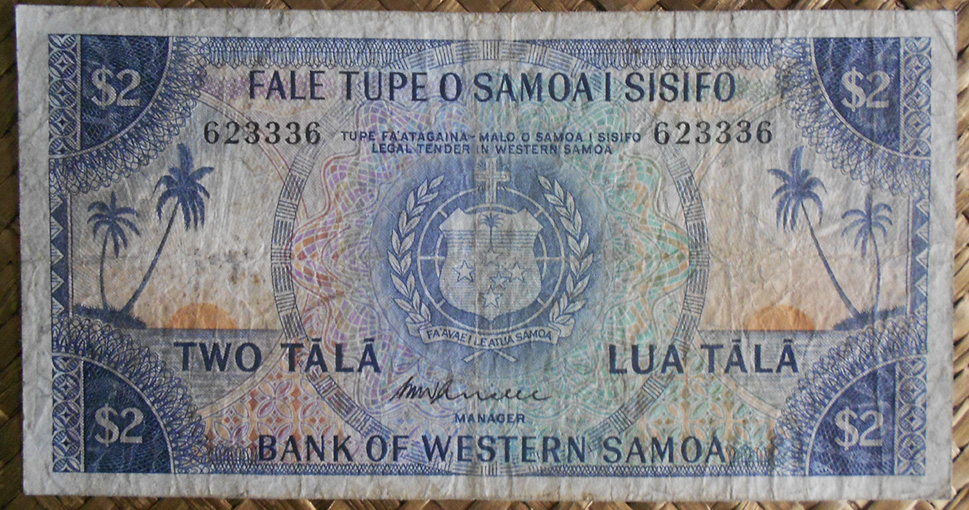 $2 $2
FALE TUPE O SAMOA I SISIFO
623336 623336
TUPE FA'ATAGAINA - MALO O SAMOA I SISIFO
LEGAL TENDER IN WESTERN SAMOA
FA'AVAE I LE ATUA SAMOA
TWO TĀLĀ LUA TĀLĀ
MANAGER
$2 $2
BANK OF WESTERN SAMOA